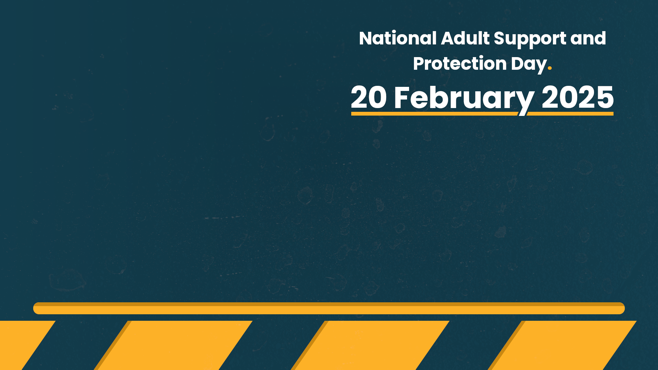 National Adult Support and
Protection Day.
20 February 2025